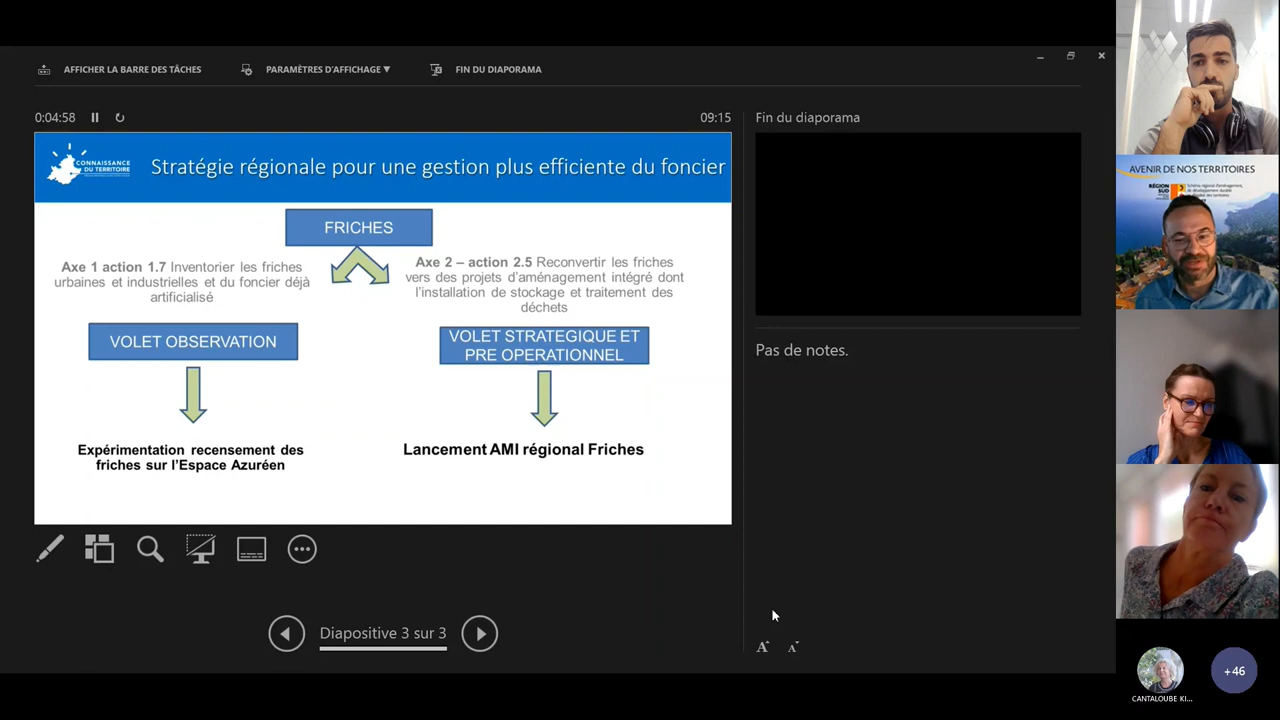 AFFICHER LA BARRE DES TÂCHES
PARAMÈTRES D'AFFICHAGE ▼
FIN DU DIAPORAMA
0:04:58
09:15
CONNAISSANCE
DU TERRITOIRE
Stratégie régionale pour une gestion plus efficiente du foncier
FRICHES
Axe 1 action 1.7 Inventorier les friches
urbaines et industrielles et du foncier déjà
artificialisé
Axe 2 – action 2.5 Reconvertir les friches
vers des projets d'aménagement intégré dont
l'installation de stockage et traitement des
déchets
VOLET OBSERVATION
VOLET STRATEGIQUE ET
PRE OPERATIONNEL
Expérimentation recensement des
friches sur l'Espace Azuréen
Lancement AMI régional Friches
Diapositive 3 sur 3
Fin du diaporama
Pas de notes.
A A
AVENIR DE NOS TERRITOIRES
RÉGION
SUD
CANTALOUBE KI...
+46